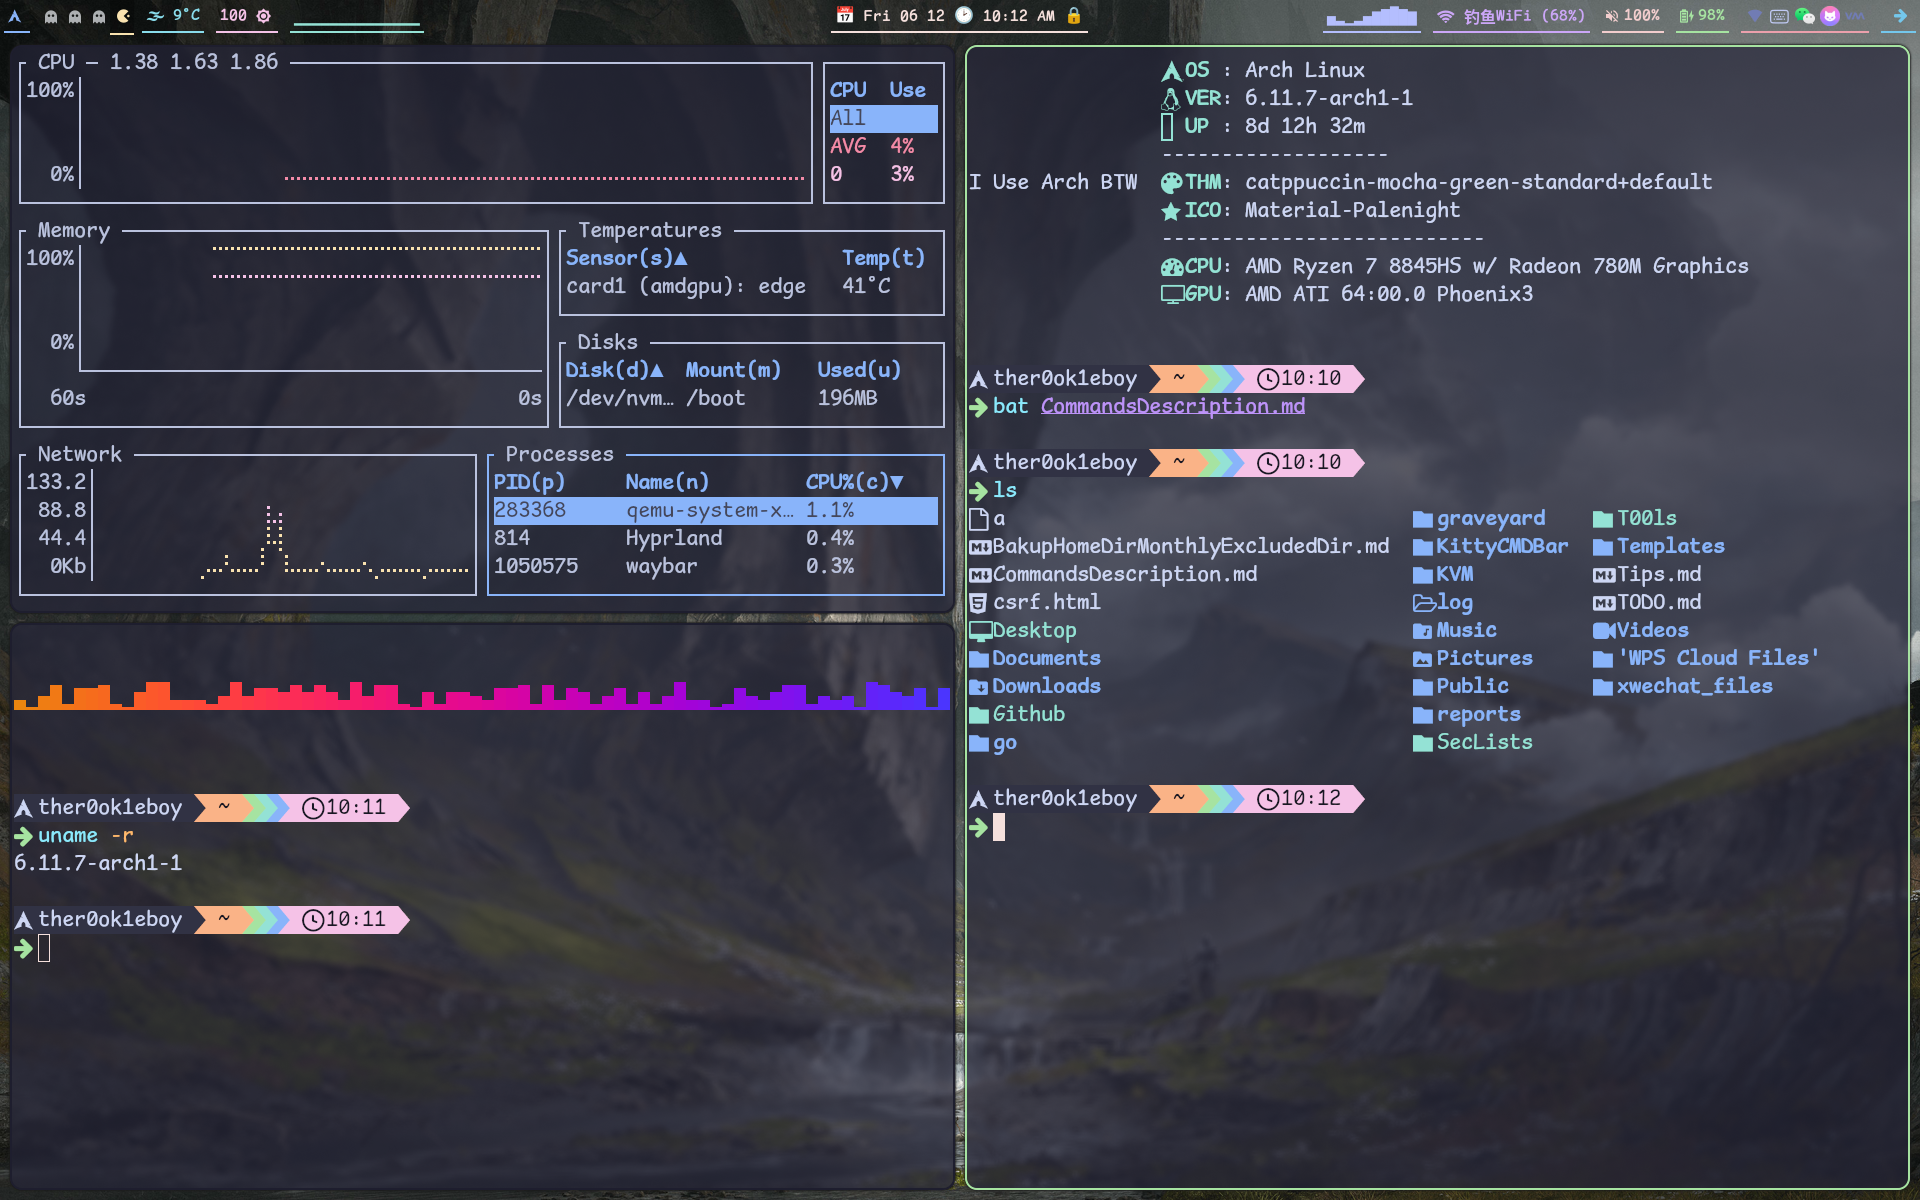 9°C 100 Fri 06 12 10:12 AM 钓鱼WiFi (68%) 100% 98% VM
CPU — 1.38 1.63 1.86
100%
0%
CPU Use
All
AVG 4%
0 3%
Memory
100%
0%
60s 0s
Temperatures
Sensor(s)▲ Temp(t)
card1 (amdgpu): edge 41°C
Disks
Disk(d)▲ Mount(m) Used(u)
/dev/nvm… /boot 196MB
Network
133.2
88.8
44.4
0Kb
Processes
PID(p) Name(n) CPU%(c)▼
283368 qemu-system-x… 1.1%
814 Hyprland 0.4%
1050575 waybar 0.3%
ther0ok1eboy ~ 10:11
uname -r
6.11.7-arch1-1
ther0ok1eboy ~ 10:11
OS : Arch Linux
VER: 6.11.7-arch1-1
UP : 8d 12h 32m
-------------------
I Use Arch BTW THM: catppuccin-mocha-green-standard+default
ICO: Material-Palenight
---------------------------
CPU: AMD Ryzen 7 8845HS w/ Radeon 780M Graphics
GPU: AMD ATI 64:00.0 Phoenix3
ther0ok1eboy ~ 10:10
bat CommandsDescription.md
ther0ok1eboy ~ 10:10
ls
a graveyard T00ls
BakupHomeDirMonthlyExcludedDir.md KittyCMDBar Templates
CommandsDescription.md KVM Tips.md
csrf.html log TODO.md
Desktop Music Videos
Documents Pictures 'WPS Cloud Files'
Downloads Public xwechat_files
Github reports
go SecLists
ther0ok1eboy ~ 10:12